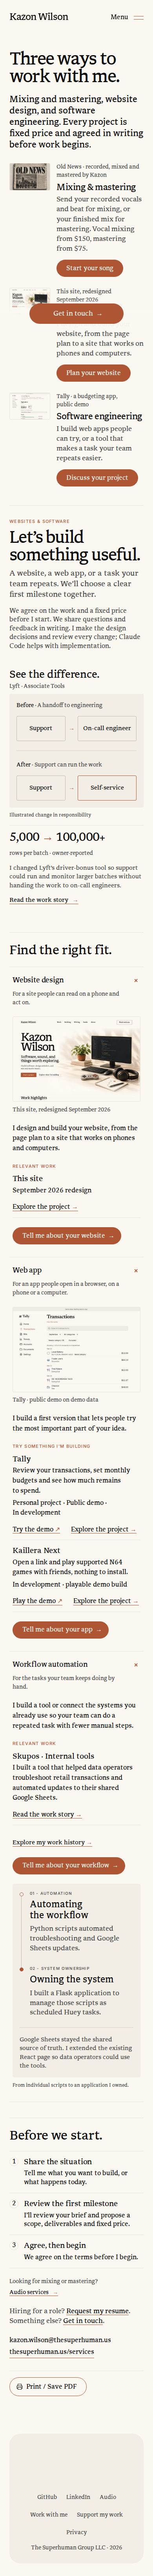 Kazon Wilson
Menu
Three ways to
work with me.
Mixing and mastering, website
design, and software
engineering. Every project is
fixed price and agreed in writing
before work begins.
OLD NEWS
Old News · recorded, mixed and
mastered by Kazon
Mixing & mastering
Send your recorded vocals
and beat for mixing, or
your finished mix for
mastering. Vocal mixing
from $150, mastering
from $75.
Start your song
This site, redesigned
September 2026
Get in touch →
website, from the page
plan to a site that works on
phones and computers.
Plan your website
Tally · a budgeting app,
public demo
Software engineering
I build web apps people
can try, or a tool that
makes a task your team
repeats easier.
Discuss your project
WEBSITES & SOFTWARE
Let's build
something useful.
A website, a web app, or a task your
team repeats. We'll choose a clear
first milestone together.
We agree on the work and a fixed price
before I start. We share questions and
feedback in writing. I make the design
decisions and review every change; Claude
Code helps with implementation.
See the difference.
Lyft · Associate Tools
Before · A handoff to engineering
Support
→
On-call engineer
After · Support can run the work
Support
→
Self-service
Illustrated change in responsibility
5,000 → 100,000+
rows per batch · owner-reported
I changed Lyft's driver-bonus tool so support
could run and monitor larger batches without
handing the work to on-call engineers.
Read the work story →
Find the right fit.
Website design
×
For a site people can read on a phone and
act on.
Kazon
Wilson
Work highlights
This site, redesigned September 2026
I design and build your website, from the
page plan to a site that works on phones
and computers.
RELEVANT WORK
This site
September 2026 redesign
Explore the project →
Tell me about your website →
Web app
×
For an app people open in a browser, on a
phone or a computer.
Tally
Transactions
Tally · public demo on demo data
I build a first version that lets people try
the most important part of your idea.
TRY SOMETHING I'M BUILDING
Tally
Review your transactions, set monthly
budgets and see how much remains
to spend.
Personal project · Public demo ·
In development
Try the demo ↗
Explore the project →
Kaillera Next
Open a link and play supported N64
games with friends, nothing to install.
In development · playable demo build
Play the demo ↗
Explore the project →
Tell me about your app →
Workflow automation
×
For the tasks your team keeps doing by
hand.
I build a tool or connect the systems you
already use so your team can do a
repeated task with fewer manual steps.
RELEVANT WORK
Skupos · Internal tools
I built a tool that helped data operators
troubleshoot retail transactions and
automated updates to their shared
Google Sheets.
Read the work story →
Explore my work history →
Tell me about your workflow →
01 · AUTOMATION
Automating
the workflow
Python scripts automated
troubleshooting and Google
Sheets updates.
02 · SYSTEM OWNERSHIP
Owning the system
I built a Flask application to
manage those scripts as
scheduled Huey tasks.
Google Sheets stayed the shared
source of truth. I extended the existing
React page so data operators could use
the tools.
From individual scripts to an application I owned.
Before we start.
1
Share the situation
Tell me what you want to build, or
what happens today.
2
Review the first milestone
I'll review your brief and propose a
scope, deliverables and fixed price.
3
Agree, then begin
We agree on the terms before I begin.
Looking for mixing or mastering?
Audio services →
Hiring for a role? Request my resume.
Something else? Get in touch.
kazon.wilson@thesuperhuman.us
thesuperhuman.us/services
Print / Save PDF
GitHub
LinkedIn
Audio
Work with me
Support my work
Privacy
The Superhuman Group LLC · 2026